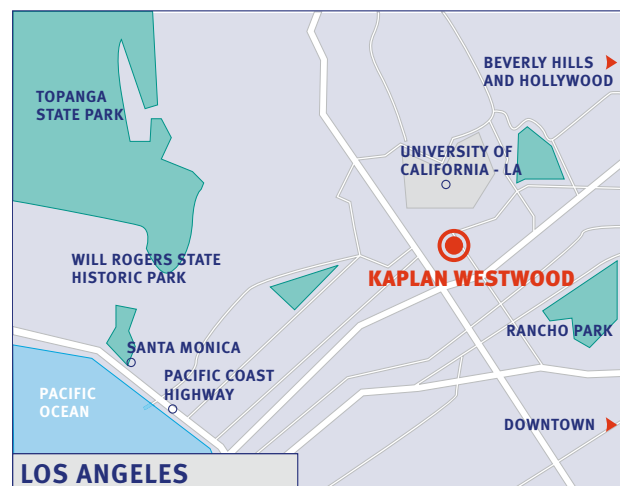 BEVERLY HILLS
AND HOLLYWOOD
TOPANGA
STATE PARK
UNIVERSITY OF
CALIFORNIA - LA
WILL ROGERS STATE
HISTORIC PARK
KAPLAN WESTWOOD
RANCHO PARK
SANTA MONICA
PACIFIC COAST
HIGHWAY
PACIFIC
OCEAN
DOWNTOWN
LOS ANGELES